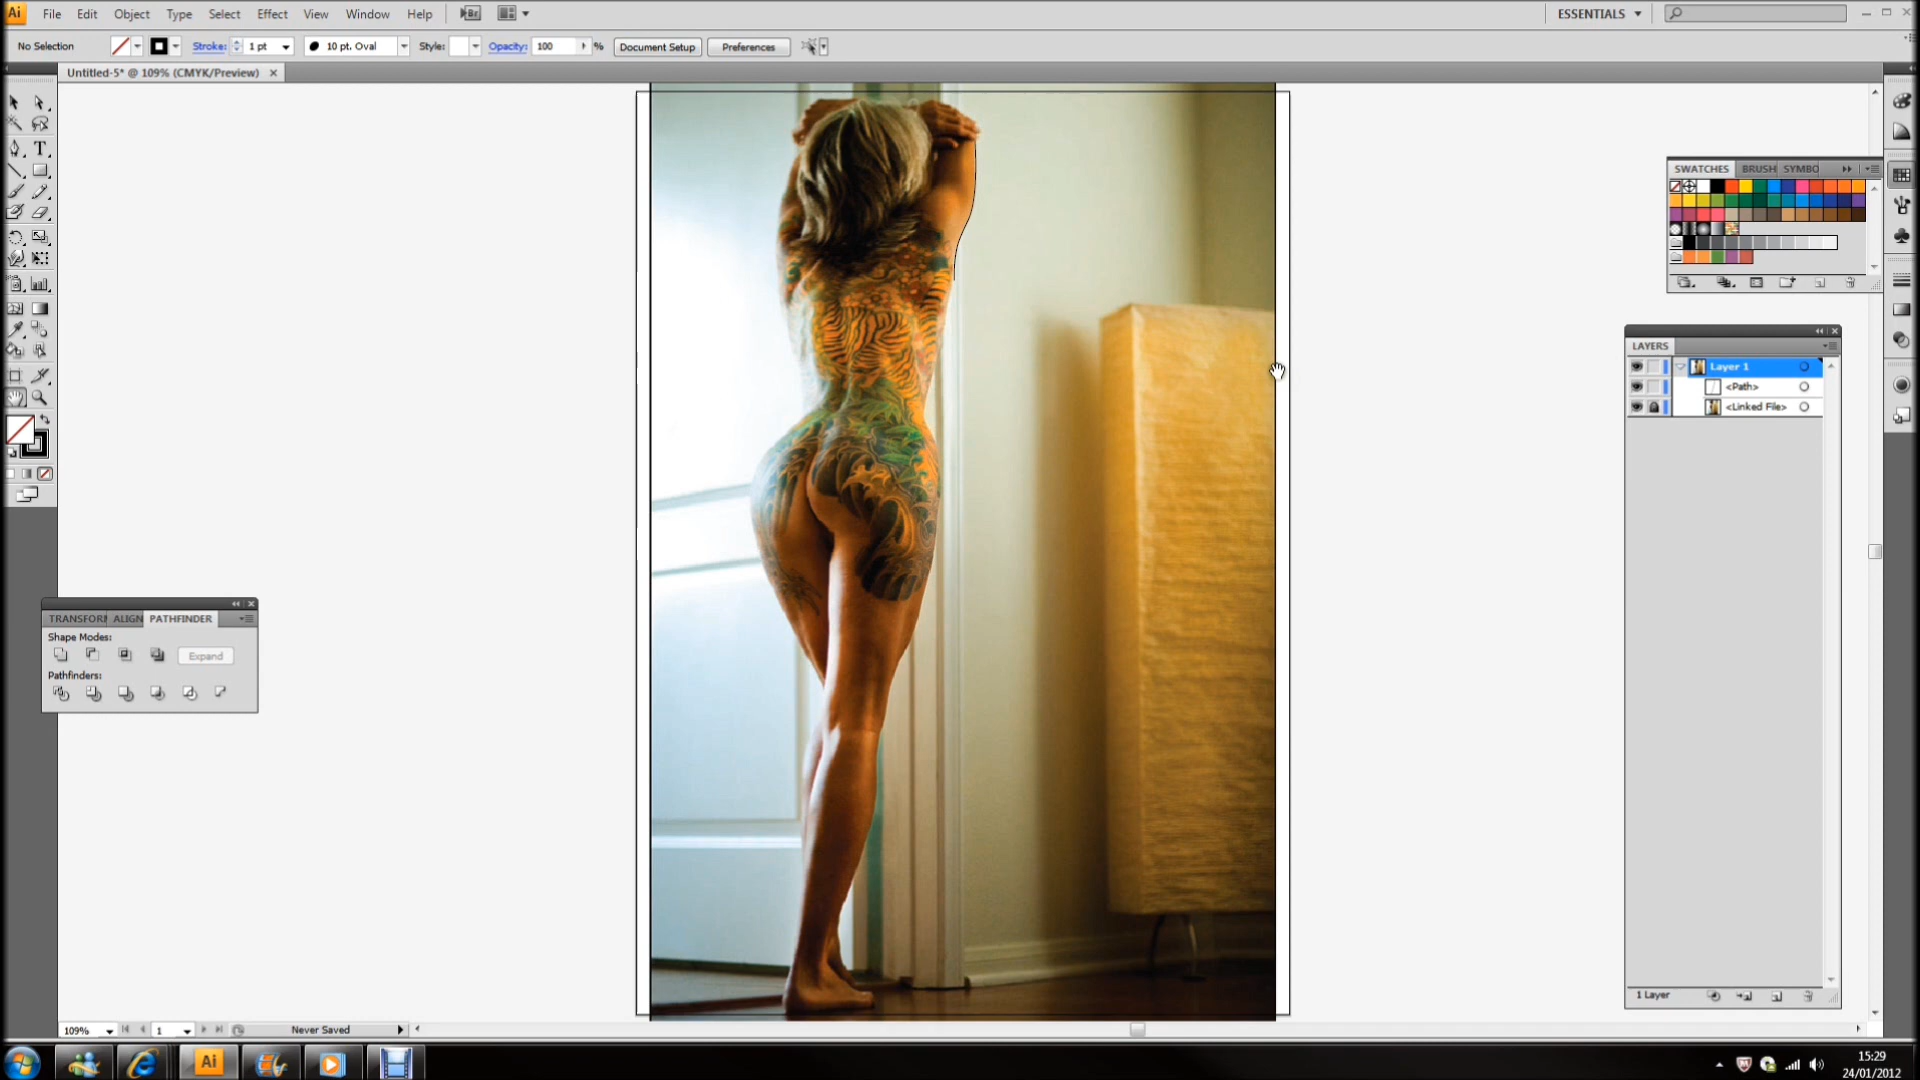 Ai File Edit Object Type Select Effect View Window Help Br ESSENTIALS
No Selection Stroke: 1 pt 10 pt. Oval Style: Opacity: 100 % Document Setup Preferences
Untitled-5* @ 109% (CMYK/Preview)
SWATCHES BRUSH SYMBO
LAYERS
Layer 1
<Path>
<Linked File>
TRANSFORM ALIGN PATHFINDER
Shape Modes:
Expand
Pathfinders:
1 Layer
109% 1 Never Saved
Ai
15:29
24/01/2012